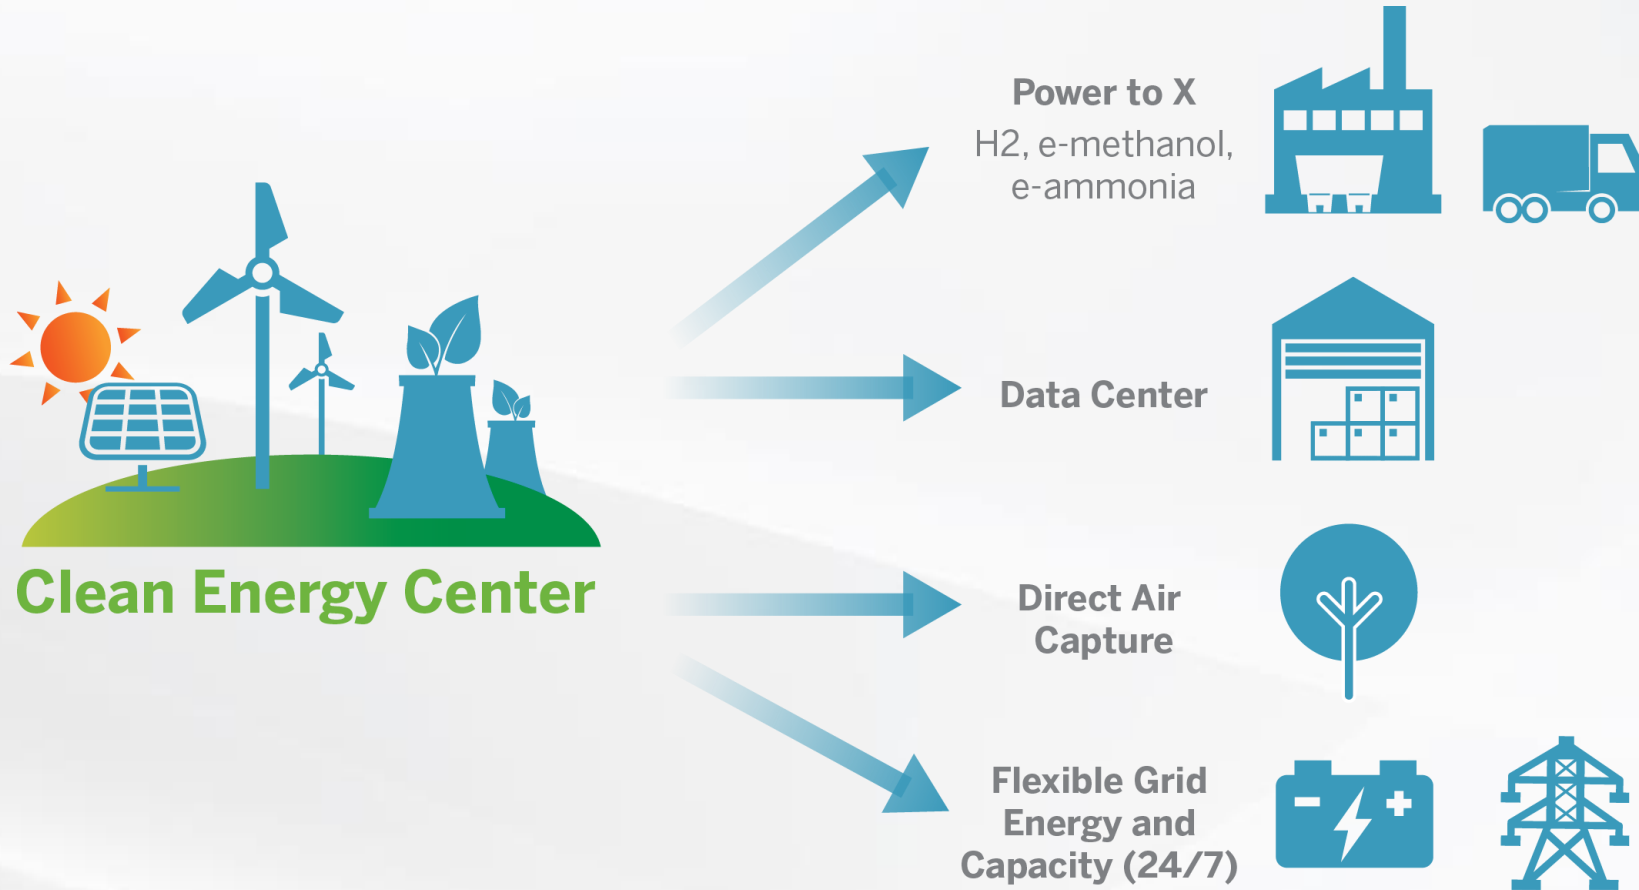 Power to X
H2, e-methanol,
e-ammonia
Data Center
Clean Energy Center
Direct Air
Capture
Flexible Grid
Energy and
Capacity (24/7)